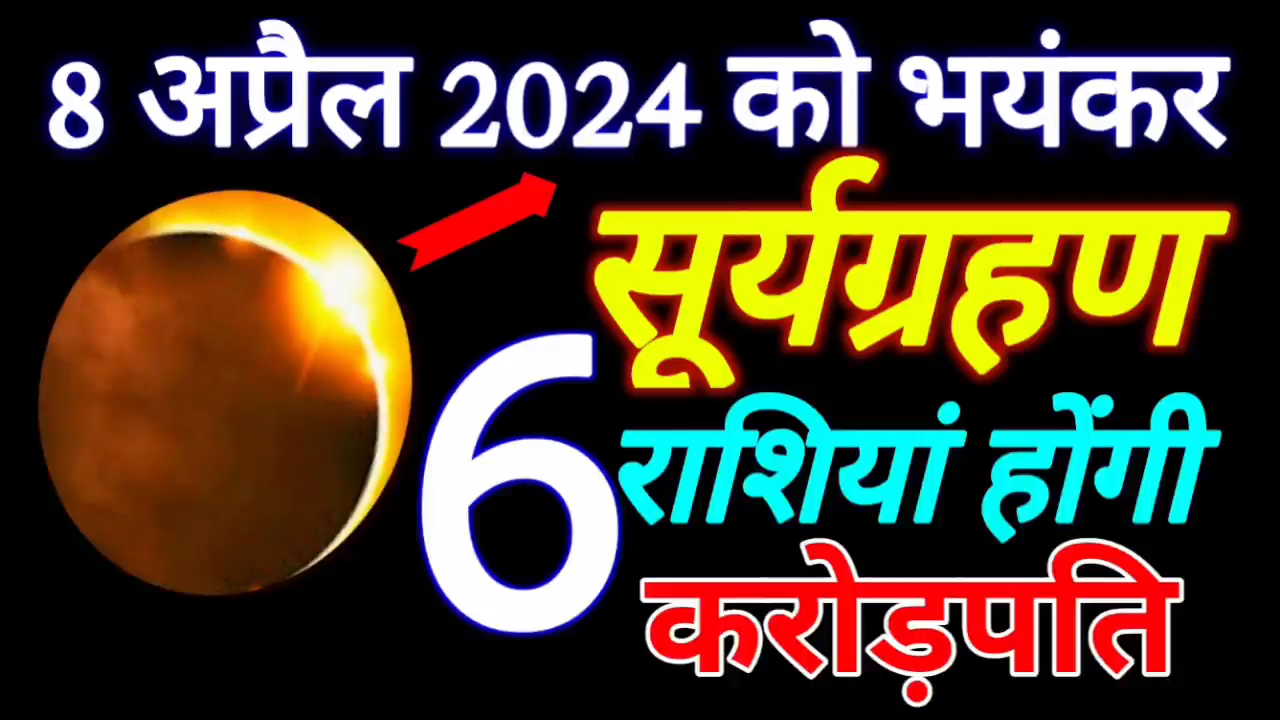 8 अप्रैल 2024 को भयंकर
सूर्यग्रहण
6 राशियां होंगी
करोड़पति